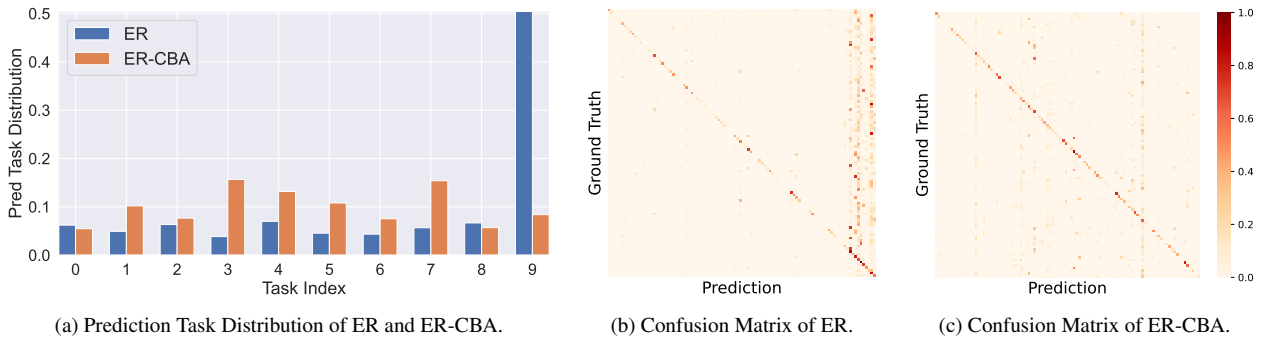 0.5
0.4
0.3
0.2
0.1
0.0
Pred Task Distribution
ER
ER-CBA
0 1 2 3 4 5 6 7 8 9
Task Index
(a) Prediction Task Distribution of ER and ER-CBA.
Ground Truth
Prediction
(b) Confusion Matrix of ER.
Ground Truth
Prediction
1.0
0.8
0.6
0.4
0.2
0.0
(c) Confusion Matrix of ER-CBA.